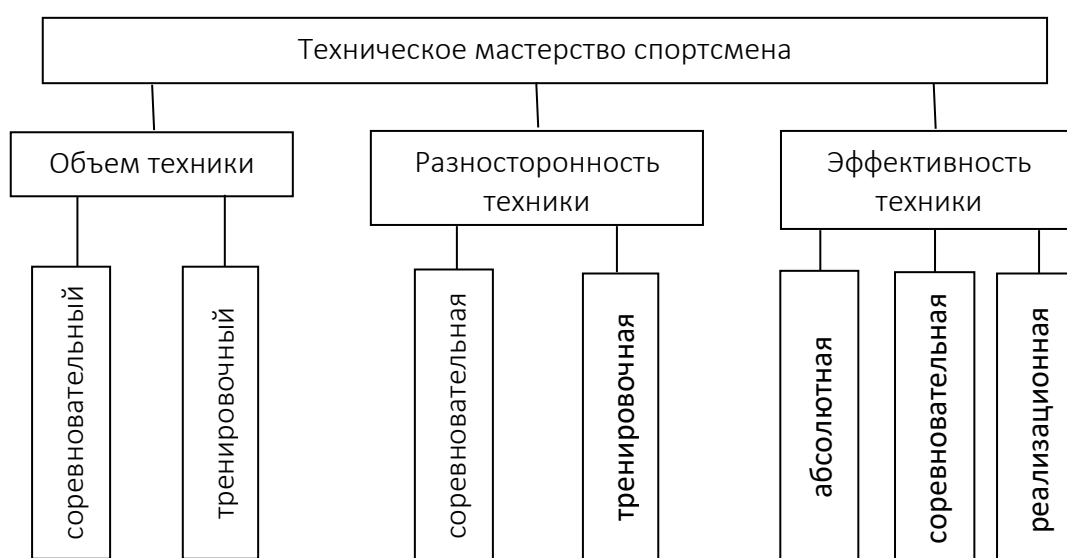 Техническое мастерство спортсмена
Объем техники
Разносторонность
техники
Эффективность
техники
соревновательный
тренировочный
соревновательная
тренировочная
абсолютная
соревновательная
реализационная